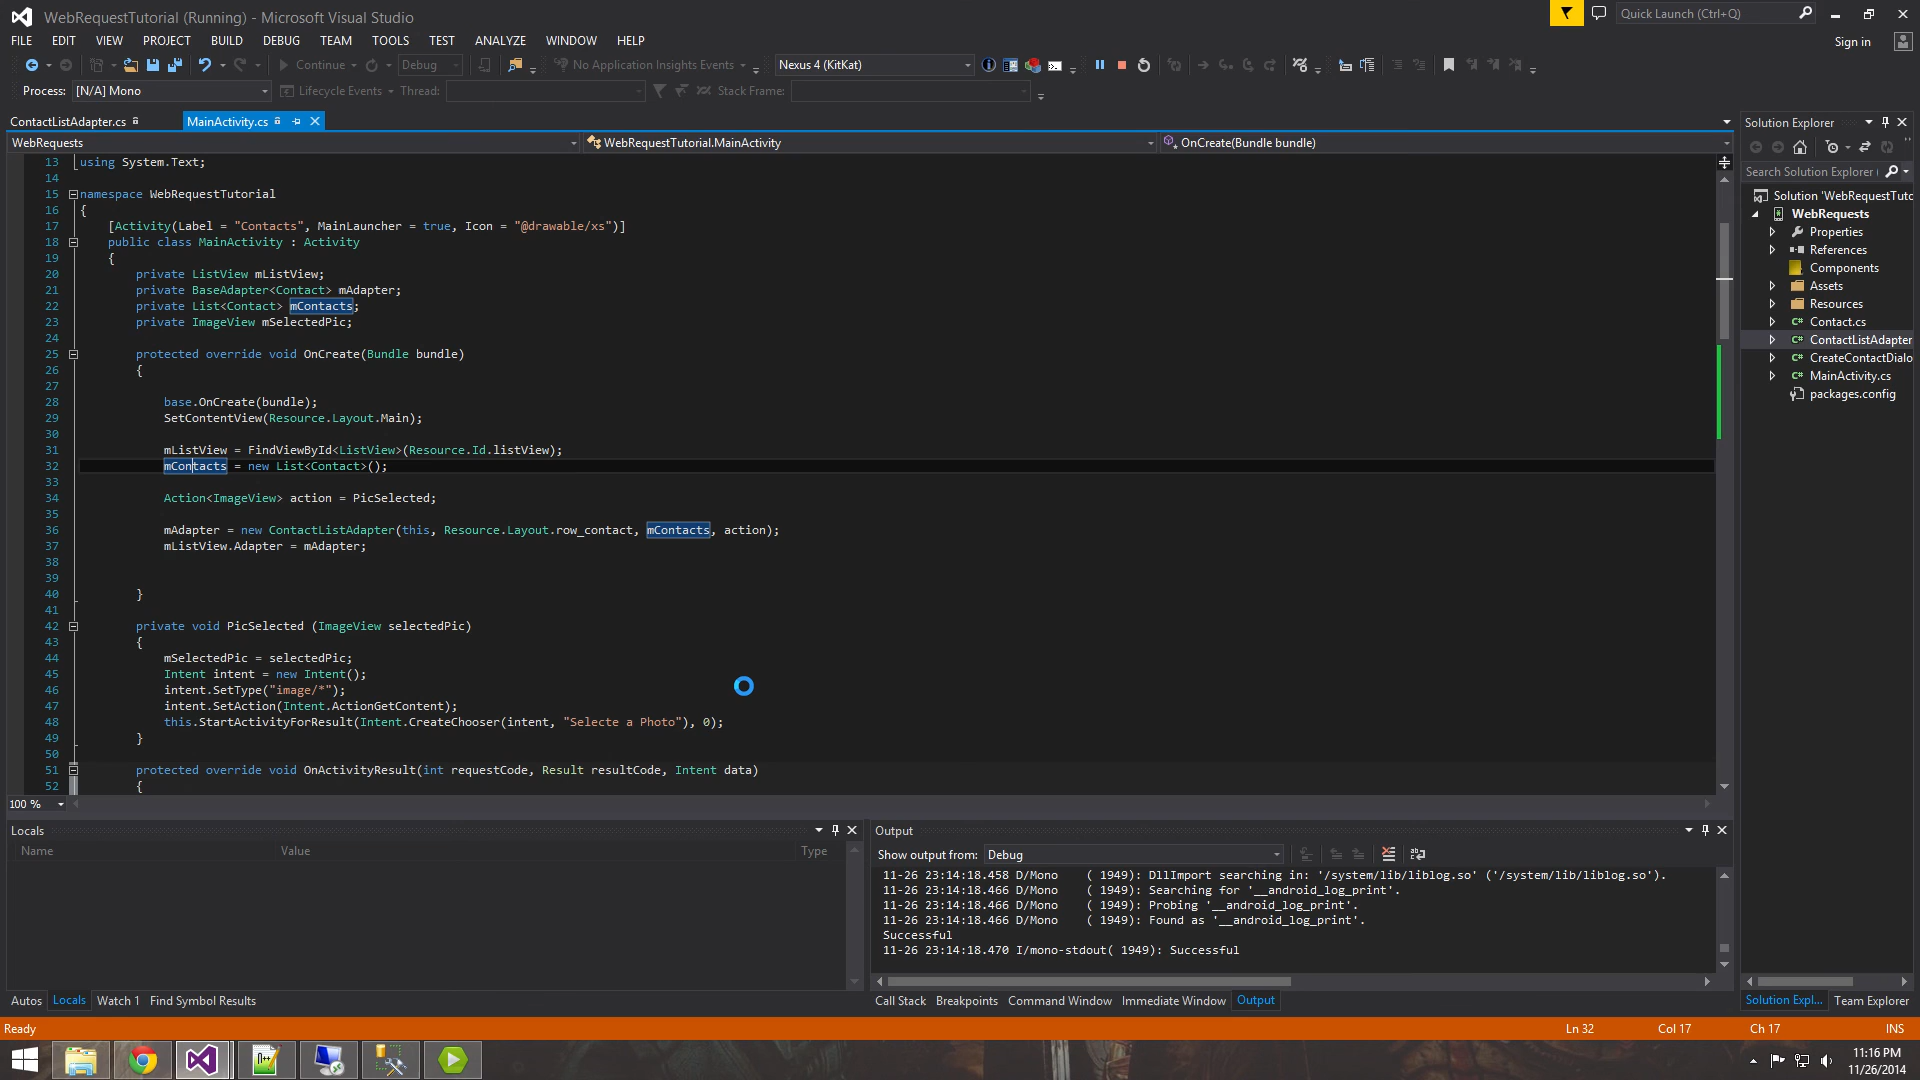 WebRequestTutorial (Running) - Microsoft Visual Studio
Quick Launch (Ctrl+Q)
FILE EDIT VIEW PROJECT BUILD DEBUG TEAM TOOLS TEST ANALYZE WINDOW HELP
Sign in
Continue Debug No Application Insights Events Nexus 4 (KitKat)
Process: [N/A] Mono Lifecycle Events Thread: Stack Frame:
ContactListAdapter.cs MainActivity.cs
WebRequests WebRequestTutorial.MainActivity OnCreate(Bundle bundle)
13 using System.Text;
14
15 namespace WebRequestTutorial
16 {
17 [Activity(Label = "Contacts", MainLauncher = true, Icon = "@drawable/xs")]
18 public class MainActivity : Activity
19 {
20 private ListView mListView;
21 private BaseAdapter<Contact> mAdapter;
22 private List<Contact> mContacts;
23 private ImageView mSelectedPic;
24
25 protected override void OnCreate(Bundle bundle)
26 {
27
28 base.OnCreate(bundle);
29 SetContentView(Resource.Layout.Main);
30
31 mListView = FindViewById<ListView>(Resource.Id.listView);
32 mContacts = new List<Contact>();
33
34 Action<ImageView> action = PicSelected;
35
36 mAdapter = new ContactListAdapter(this, Resource.Layout.row_contact, mContacts, action);
37 mListView.Adapter = mAdapter;
38
39
40 }
41
42 private void PicSelected (ImageView selectedPic)
43 {
44 mSelectedPic = selectedPic;
45 Intent intent = new Intent();
46 intent.SetType("image/*");
47 intent.SetAction(Intent.ActionGetContent);
48 this.StartActivityForResult(Intent.CreateChooser(intent, "Selecte a Photo"), 0);
49 }
50
51 protected override void OnActivityResult(int requestCode, Result resultCode, Intent data)
52 {
100 %
Solution Explorer
Search Solution Explorer (
Solution 'WebRequestTuto
WebRequests
Properties
References
Components
Assets
Resources
Contact.cs
ContactListAdapter
CreateContactDialo
MainActivity.cs
packages.config
Locals
Name Value Type
Autos Locals Watch 1 Find Symbol Results
Output
Show output from: Debug
11-26 23:14:18.458 D/Mono ( 1949): DllImport searching in: '/system/lib/liblog.so' ('/system/lib/liblog.so').
11-26 23:14:18.466 D/Mono ( 1949): Searching for '__android_log_print'.
11-26 23:14:18.466 D/Mono ( 1949): Probing '__android_log_print'.
11-26 23:14:18.466 D/Mono ( 1949): Found as '__android_log_print'.
Successful
11-26 23:14:18.470 I/mono-stdout( 1949): Successful
Call Stack Breakpoints Command Window Immediate Window Output
Solution Expl... Team Explorer
Ready Ln 32 Col 17 Ch 17 INS
11:16 PM
11/26/2014